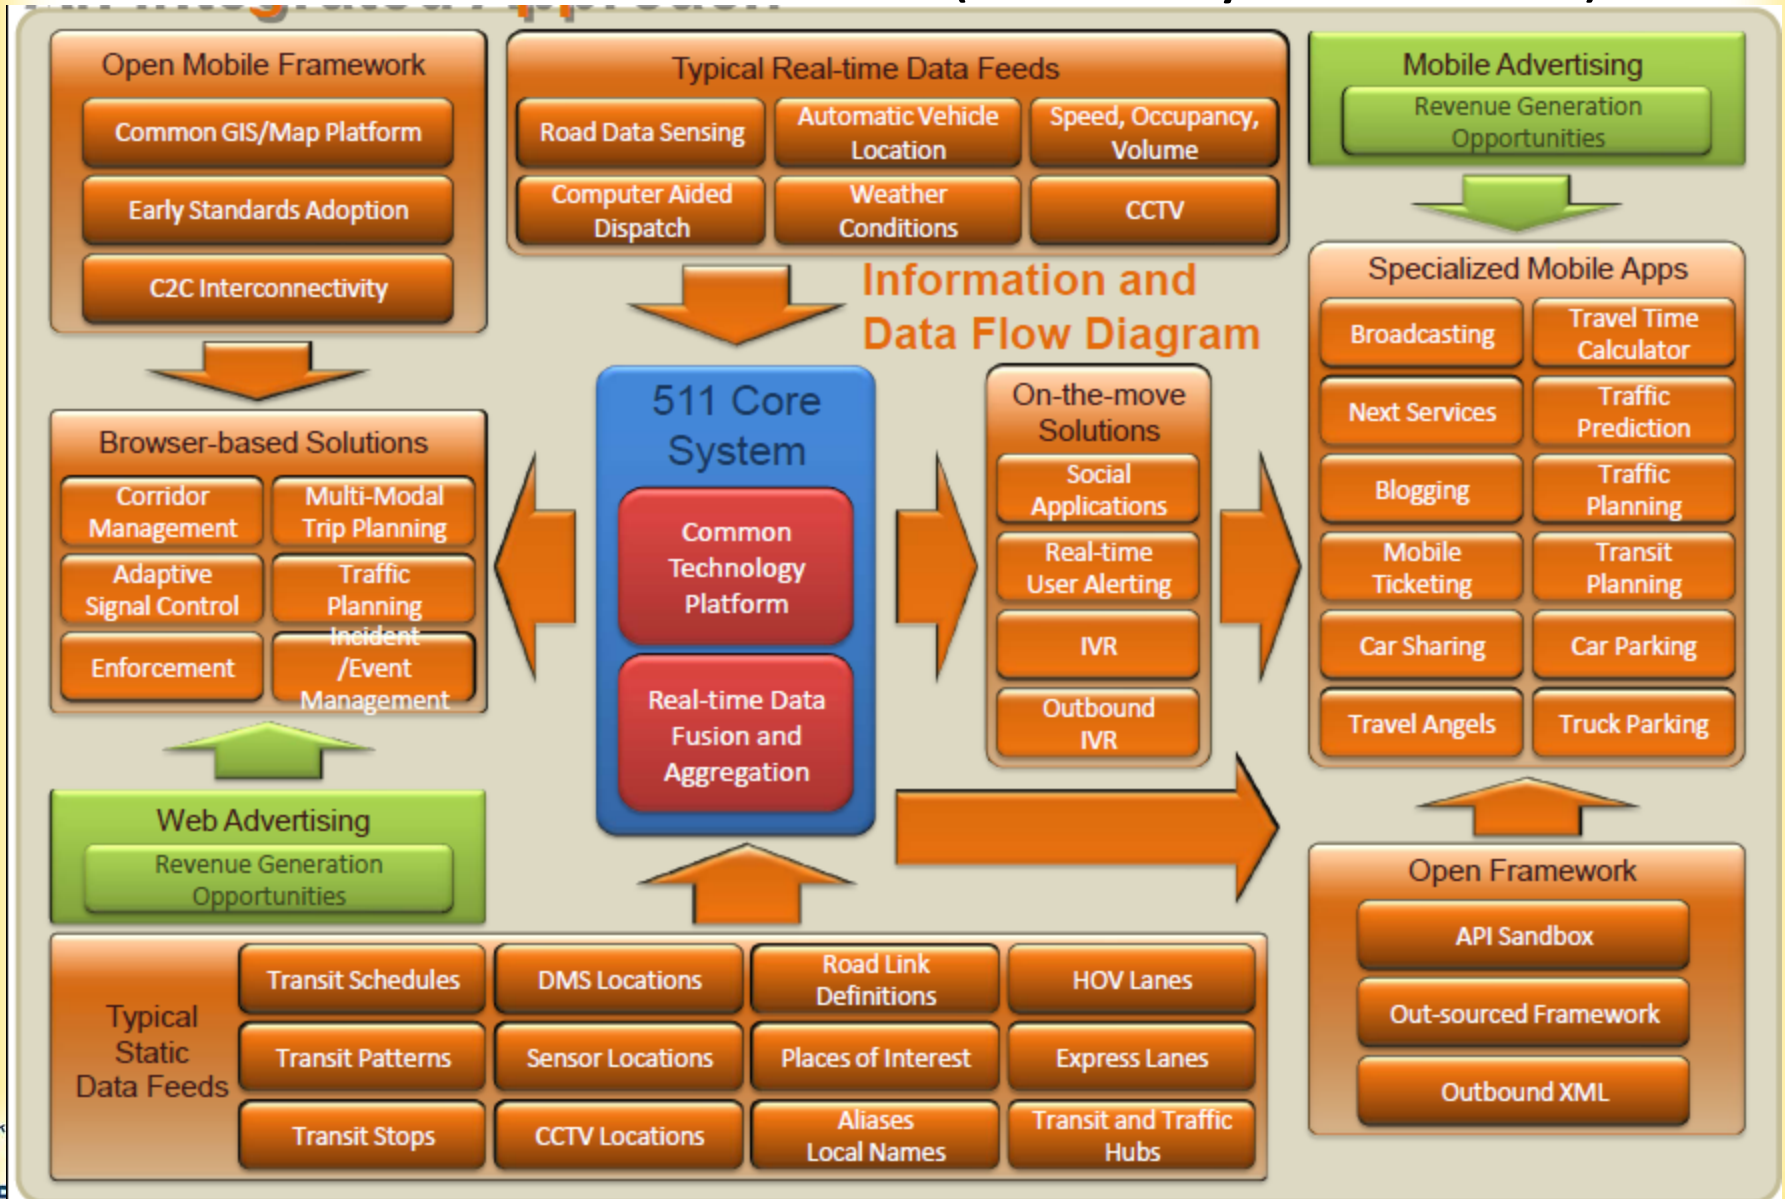 Open Mobile Framework
Common GIS/Map Platform
Early Standards Adoption
C2C Interconnectivity
Typical Real-time Data Feeds
Road Data Sensing
Automatic Vehicle
Location
Speed, Occupancy,
Volume
Computer Aided
Dispatch
Weather
Conditions
CCTV
Mobile Advertising
Revenue Generation
Opportunities
Information and
Data Flow Diagram
Browser-based Solutions
Corridor
Management
Multi-Modal
Trip Planning
Adaptive
Signal Control
Traffic
Planning
Enforcement
Incident
/Event
Management
511 Core
System
Common
Technology
Platform
Real-time Data
Fusion and
Aggregation
On-the-move
Solutions
Social
Applications
Real-time
User Alerting
IVR
Outbound
IVR
Specialized Mobile Apps
Broadcasting
Travel Time
Calculator
Next Services
Traffic
Prediction
Blogging
Traffic
Planning
Mobile
Ticketing
Transit
Planning
Car Sharing
Car Parking
Travel Angels
Truck Parking
Web Advertising
Revenue Generation
Opportunities
Open Framework
API Sandbox
Out-sourced Framework
Outbound XML
Typical
Static
Data Feeds
Transit Schedules
DMS Locations
Road Link
Definitions
HOV Lanes
Transit Patterns
Sensor Locations
Places of Interest
Express Lanes
Transit Stops
CCTV Locations
Aliases
Local Names
Transit and Traffic
Hubs